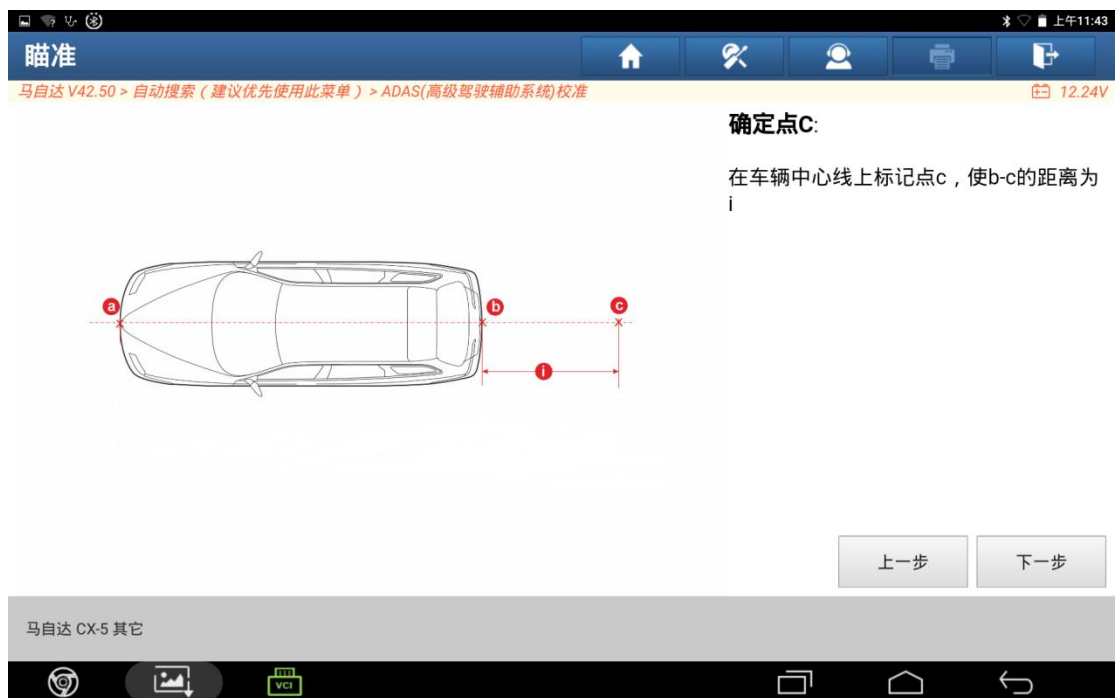 上午11:43
瞄准
马自达 V42.50 > 自动搜索 ( 建议优先使用此菜单 ) > ADAS(高级驾驶辅助系统)校准
12.24V
确定点C:
在车辆中心线上标记点c，使b-c的距离为
i
a
b
c
i
上一步
下一步
马自达 CX-5 其它
VCI